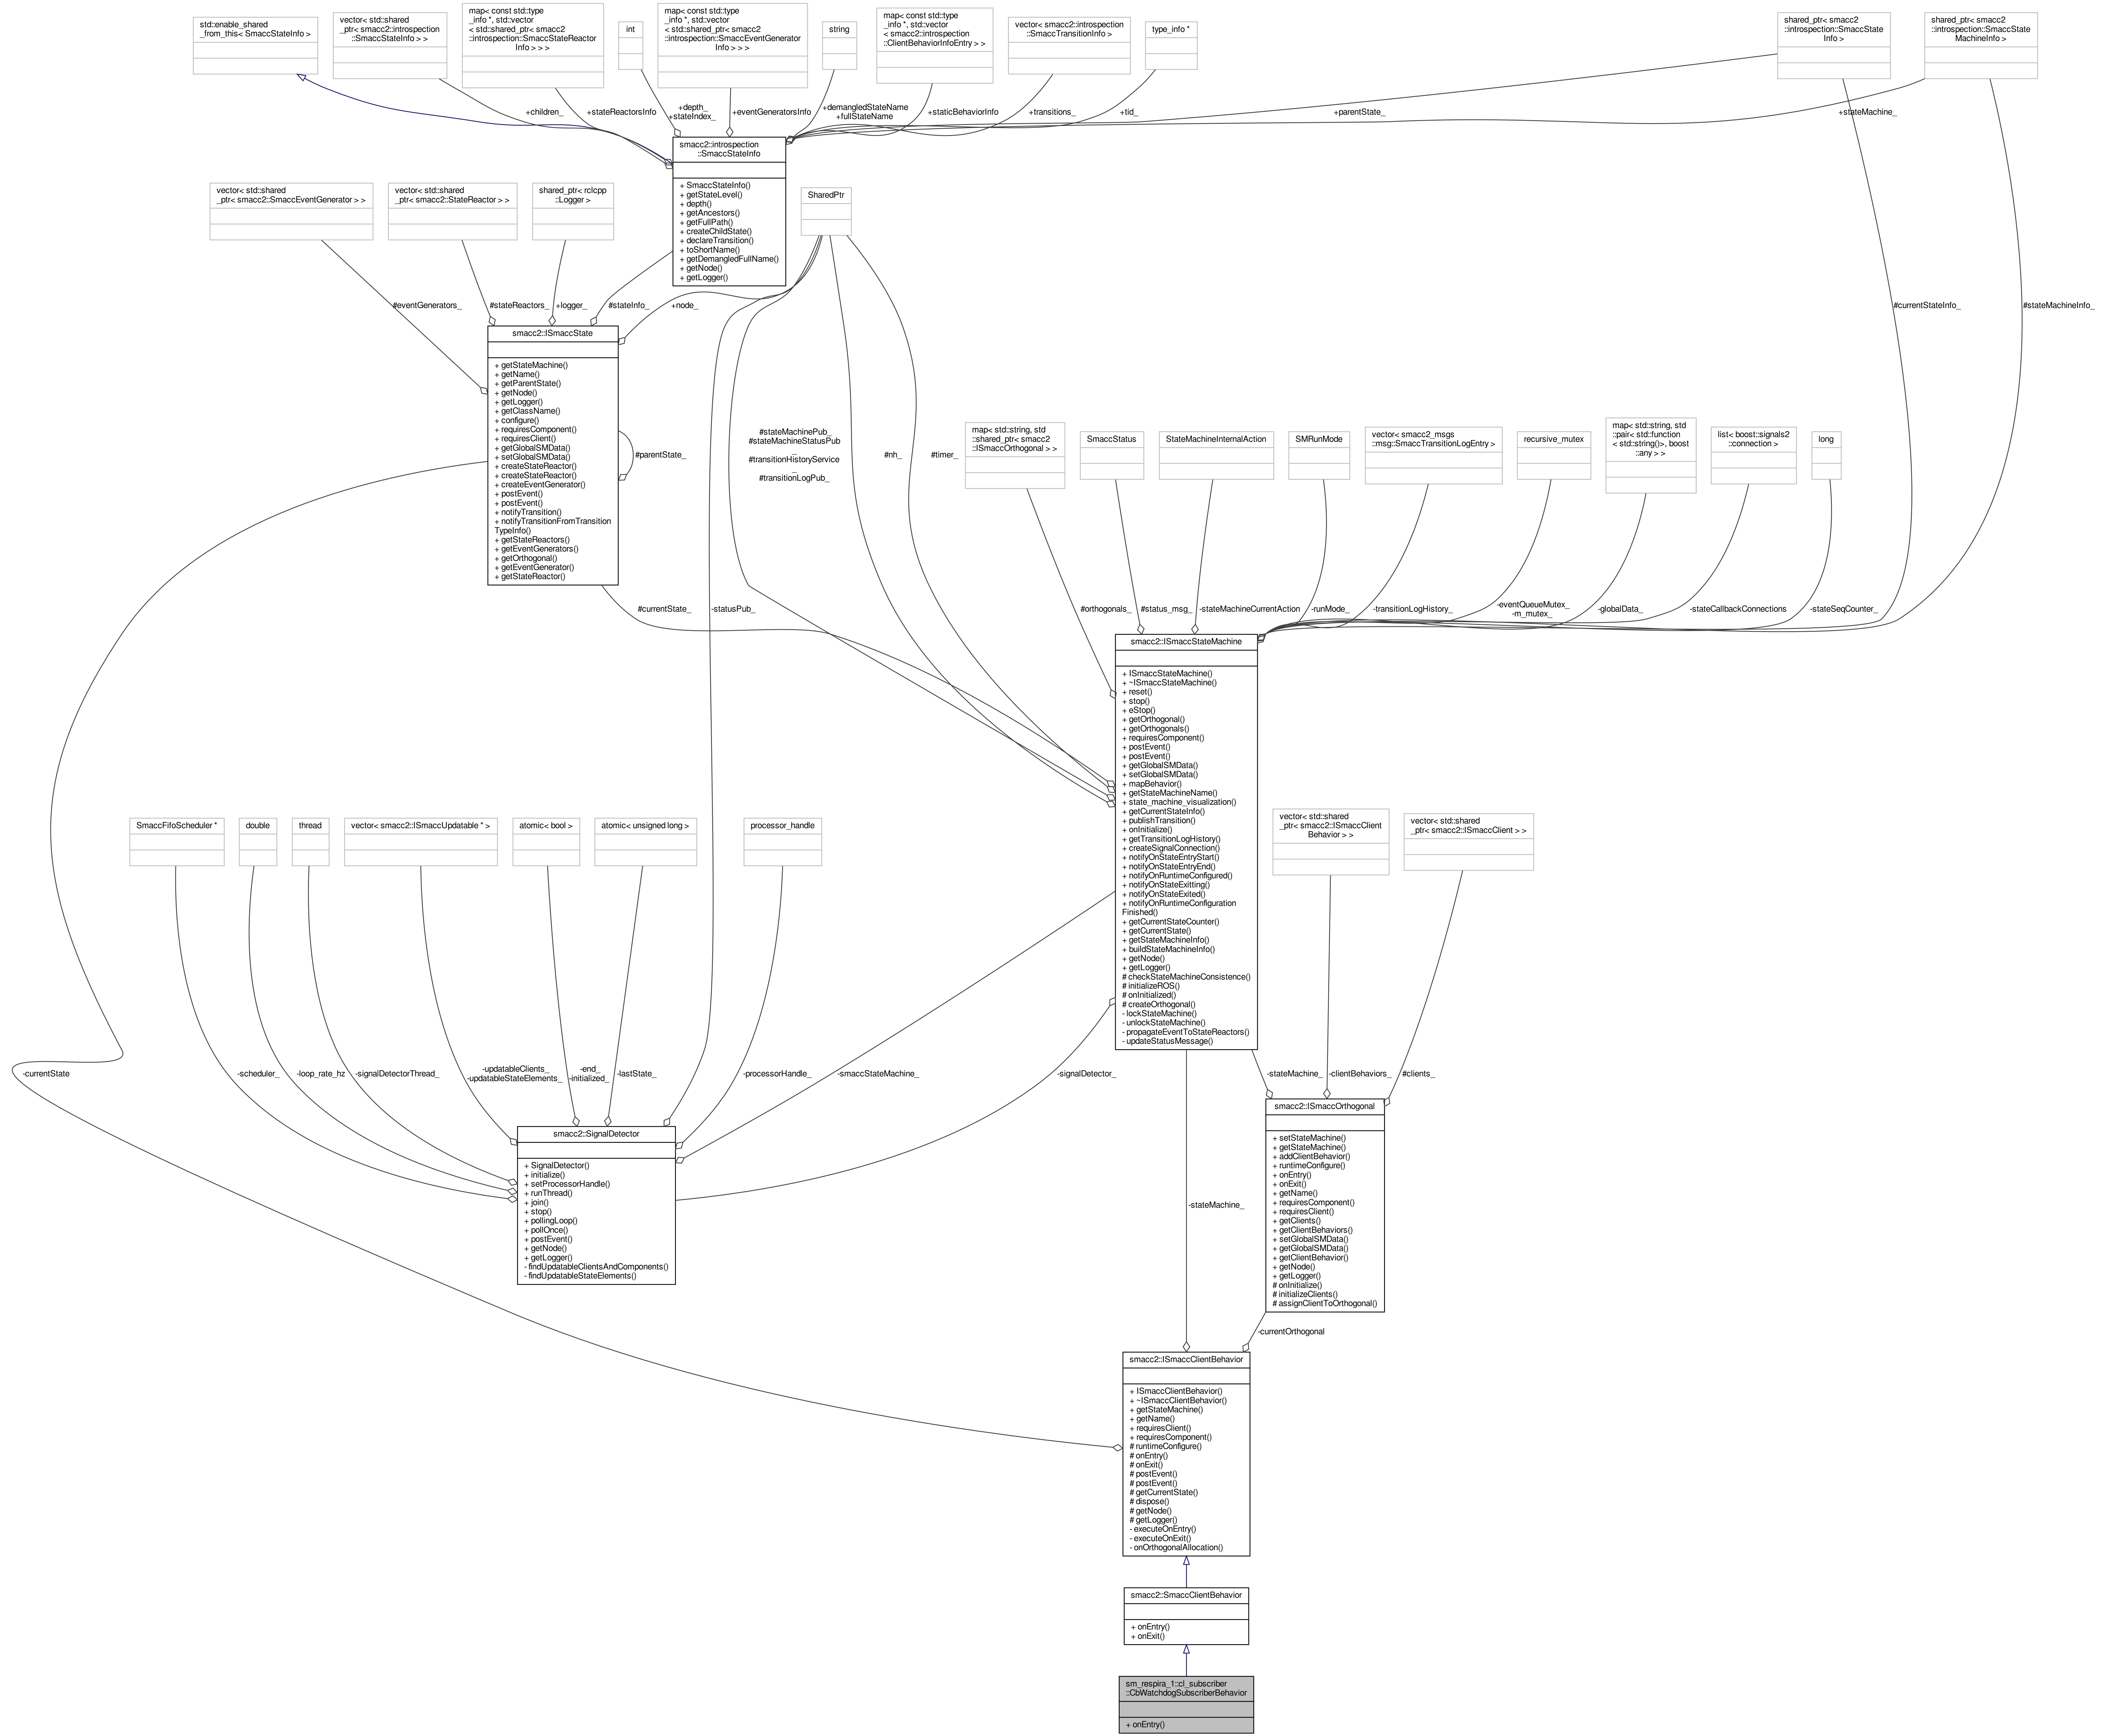 std::enable_shared
_from_this< SmaccStateInfo >
vector< std::shared
_ptr< smacc2::introspection
::SmaccStateInfo > >
map< const std::type
_info *, std::vector
< std::shared_ptr< smacc2
::introspection::SmaccStateReactor
Info > > >
int
map< const std::type
_info *, std::vector
< std::shared_ptr< smacc2
::introspection::SmaccEventGenerator
Info > > >
string
map< const std::type
_info *, std::vector
< smacc2::introspection
::ClientBehaviorInfoEntry > >
vector< smacc2::introspection
::SmaccTransitionInfo >
type_info *
shared_ptr< smacc2
::introspection::SmaccState
Info >
shared_ptr< smacc2
::introspection::SmaccState
MachineInfo >
+children_
+stateReactorsInfo
+depth_
+stateIndex_
+eventGeneratorsInfo
+demangledStateName
+fullStateName
+staticBehaviorInfo
+transitions_
+tid_
+parentState_
+stateMachine_
smacc2::introspection
::SmaccStateInfo
+ SmaccStateInfo()
+ getStateLevel()
+ depth()
+ getAncestors()
+ getFullPath()
+ createChildState()
+ declareTransition()
+ toShortName()
+ getDemangledFullName()
+ getNode()
+ getLogger()
vector< std::shared
_ptr< smacc2::SmaccEventGenerator > >
vector< std::shared
_ptr< smacc2::StateReactor > >
shared_ptr< rclcpp
::Logger >
SharedPtr
#eventGenerators_
#stateReactors_
+logger_
#stateInfo_
+node_
#currentStateInfo_
#stateMachineInfo_
smacc2::ISmaccState
+ getStateMachine()
+ getName()
+ getParentState()
+ getNode()
+ getLogger()
+ getClassName()
+ configure()
+ requiresComponent()
+ requiresClient()
+ getGlobalSMData()
+ setGlobalSMData()
+ createStateReactor()
+ createStateReactor()
+ createEventGenerator()
+ postEvent()
+ postEvent()
+ notifyTransition()
+ notifyTransitionFromTransition
TypeInfo()
+ getStateReactors()
+ getEventGenerators()
+ getOrthogonal()
+ getEventGenerator()
+ getStateReactor()
#parentState_
#stateMachinePub_
#stateMachineStatusPub
_
#transitionHistoryService
_
#transitionLogPub_
#nh_
#timer_
map< std::string, std
::shared_ptr< smacc2
::ISmaccOrthogonal > >
SmaccStatus
StateMachineInternalAction
SMRunMode
vector< smacc2_msgs
::msg::SmaccTransitionLogEntry >
recursive_mutex
map< std::string, std
::pair< std::function
< std::string()>, boost
::any > >
list< boost::signals2
::connection >
long
#currentState_
-statusPub_
#orthogonals_
#status_msg_
-stateMachineCurrentAction
-runMode_
-transitionLogHistory_
-eventQueueMutex_
-m_mutex_
-globalData_
-stateCallbackConnections
-stateSeqCounter_
smacc2::ISmaccStateMachine
+ ISmaccStateMachine()
+ ~ISmaccStateMachine()
+ reset()
+ stop()
+ eStop()
+ getOrthogonal()
+ getOrthogonals()
+ requiresComponent()
+ postEvent()
+ postEvent()
+ getGlobalSMData()
+ setGlobalSMData()
+ mapBehavior()
+ getStateMachineName()
+ state_machine_visualization()
+ getCurrentStateInfo()
+ publishTransition()
+ onInitialize()
+ getTransitionLogHistory()
+ createSignalConnection()
+ notifyOnStateEntryStart()
+ notifyOnStateEntryEnd()
+ notifyOnRuntimeConfigured()
+ notifyOnStateExitting()
+ notifyOnStateExited()
+ notifyOnRuntimeConfiguration
Finished()
+ getCurrentStateCounter()
+ getCurrentState()
+ getStateMachineInfo()
+ buildStateMachineInfo()
+ getNode()
+ getLogger()
# checkStateMachineConsistence()
# initializeROS()
# onInitialized()
# createOrthogonal()
- lockStateMachine()
- unlockStateMachine()
- propagateEventToStateReactors()
- updateStatusMessage()
SmaccFifoScheduler *
double
thread
vector< smacc2::ISmaccUpdatable * >
atomic< bool >
atomic< unsigned long >
processor_handle
vector< std::shared
_ptr< smacc2::ISmaccClient
Behavior > >
vector< std::shared
_ptr< smacc2::ISmaccClient > >
-currentState
-scheduler_
-loop_rate_hz
-signalDetectorThread_
-updatableClients_
-updatableStateElements_
-end_
-initialized_
-lastState_
-processorHandle_
-smaccStateMachine_
-signalDetector_
-stateMachine_
-clientBehaviors_
#clients_
smacc2::SignalDetector
+ SignalDetector()
+ initialize()
+ setProcessorHandle()
+ runThread()
+ join()
+ stop()
+ pollingLoop()
+ pollOnce()
+ postEvent()
+ getNode()
+ getLogger()
- findUpdatableClientsAndComponents()
- findUpdatableStateElements()
smacc2::ISmaccOrthogonal
+ setStateMachine()
+ getStateMachine()
+ addClientBehavior()
+ runtimeConfigure()
+ onEntry()
+ onExit()
+ getName()
+ requiresComponent()
+ requiresClient()
+ getClients()
+ getClientBehaviors()
+ setGlobalSMData()
+ getGlobalSMData()
+ getClientBehavior()
+ getNode()
+ getLogger()
# onInitialize()
# initializeClients()
# assignClientToOrthogonal()
-stateMachine_
-currentOrthogonal
smacc2::ISmaccClientBehavior
+ ISmaccClientBehavior()
+ ~ISmaccClientBehavior()
+ getStateMachine()
+ getName()
+ requiresClient()
+ requiresComponent()
# runtimeConfigure()
# onEntry()
# onExit()
# postEvent()
# postEvent()
# getCurrentState()
# dispose()
# getNode()
# getLogger()
- executeOnEntry()
- executeOnExit()
- onOrthogonalAllocation()
smacc2::SmaccClientBehavior
+ onEntry()
+ onExit()
sm_respira_1::cl_subscriber
::CbWatchdogSubscriberBehavior
+ onEntry()